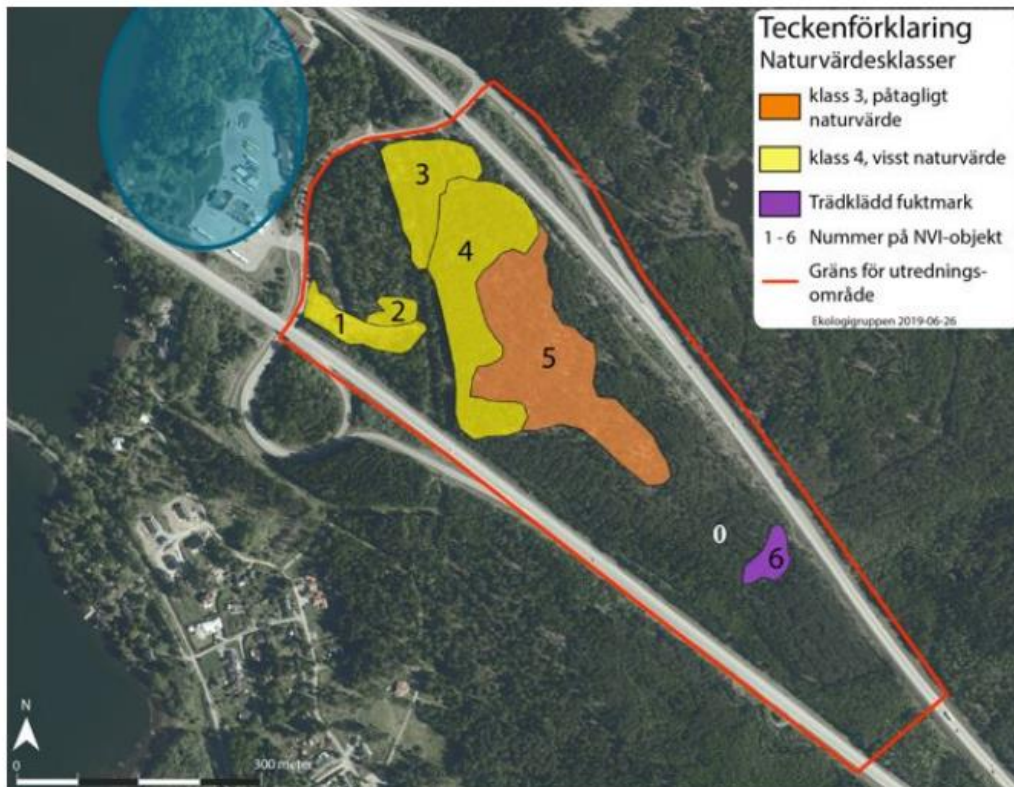 Teckenförklaring
Naturvärdesklasser
klass 3, påtagligt
naturvärde
klass 4, visst naturvärde
Trädklädd fuktmark
1 - 6 Nummer på NVI-objekt
Gräns för utrednings-
område
Ekologigruppen 2019-06-26
3
4
2
1
5
0
6
N
0
300 meter